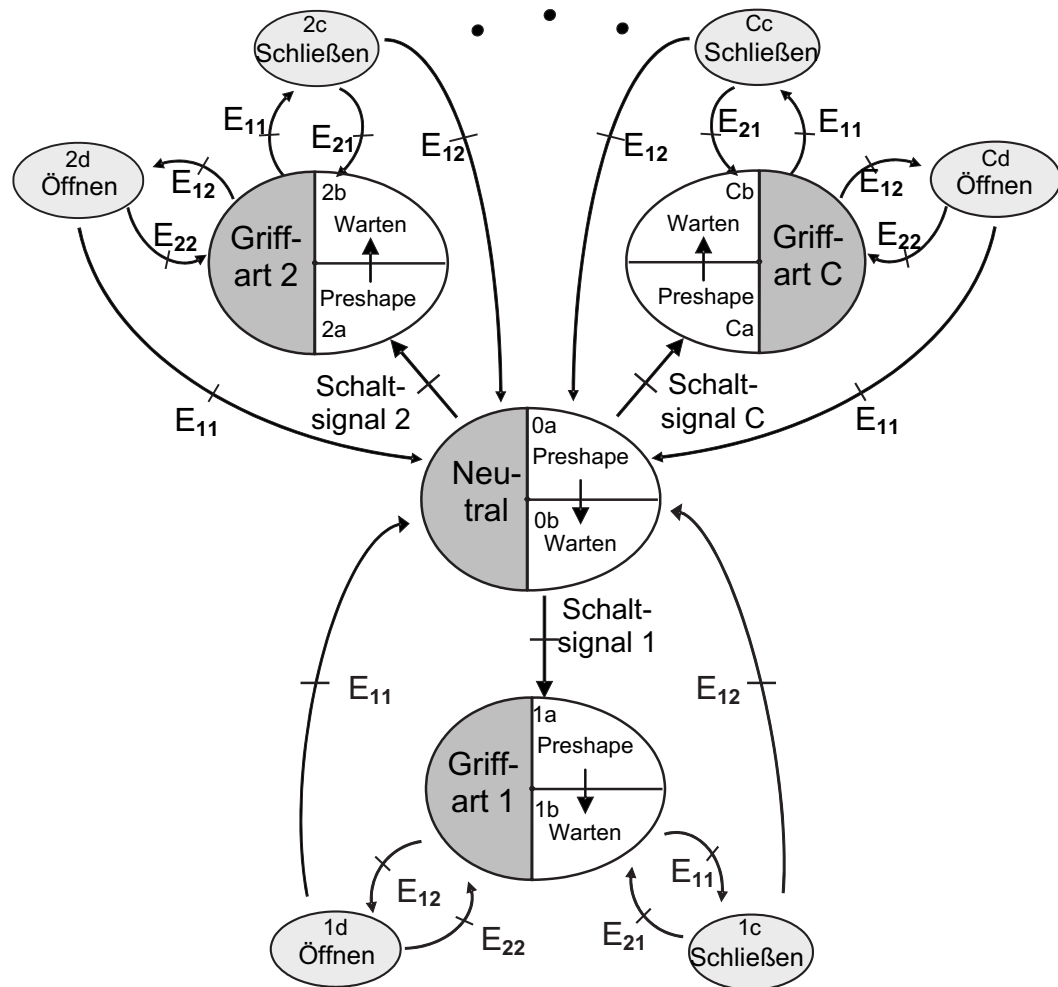 2c
Schließen
Cc
Schließen
E11
E21
E12
E12
E21
E11
2d
Öffnen
E12
E22
Griff-
art 2
2b
Warten
Preshape
2a
Cb
Warten
Preshape
Ca
Griff-
art C
E12
E22
Cd
Öffnen
E11
Schalt-
signal 2
Schalt-
signal C
E11
Neu-
tral
0a
Preshape
0b
Warten
Schalt-
signal 1
E11
E12
Griff-
art 1
1a
Preshape
1b
Warten
E12
E22
E11
E21
1d
Öffnen
1c
Schließen